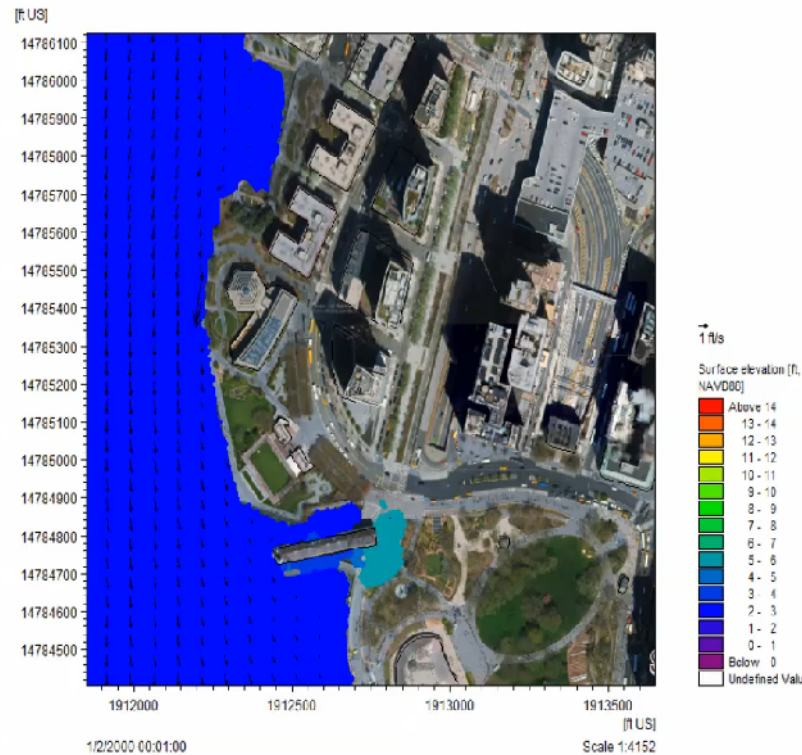 [ft US]
14786100
14786000
14785900
14785800
14785700
14785600
14785500
14785400
14785300
14785200
14785100
14785000
14784900
14784800
14784700
14784600
14784500
1912000 1912500 1913000 1913500
[ft US]
1/2/2000 00:01:00 Scale 1:4152
1 ft/s
Surface elevation [ft,
NAVD88]
Above 14
13 - 14
12 - 13
11 - 12
10 - 11
9 - 10
8 - 9
7 - 8
6 - 7
5 - 6
4 - 5
3 - 4
2 - 3
1 - 2
0 - 1
Below 0
Undefined Valu